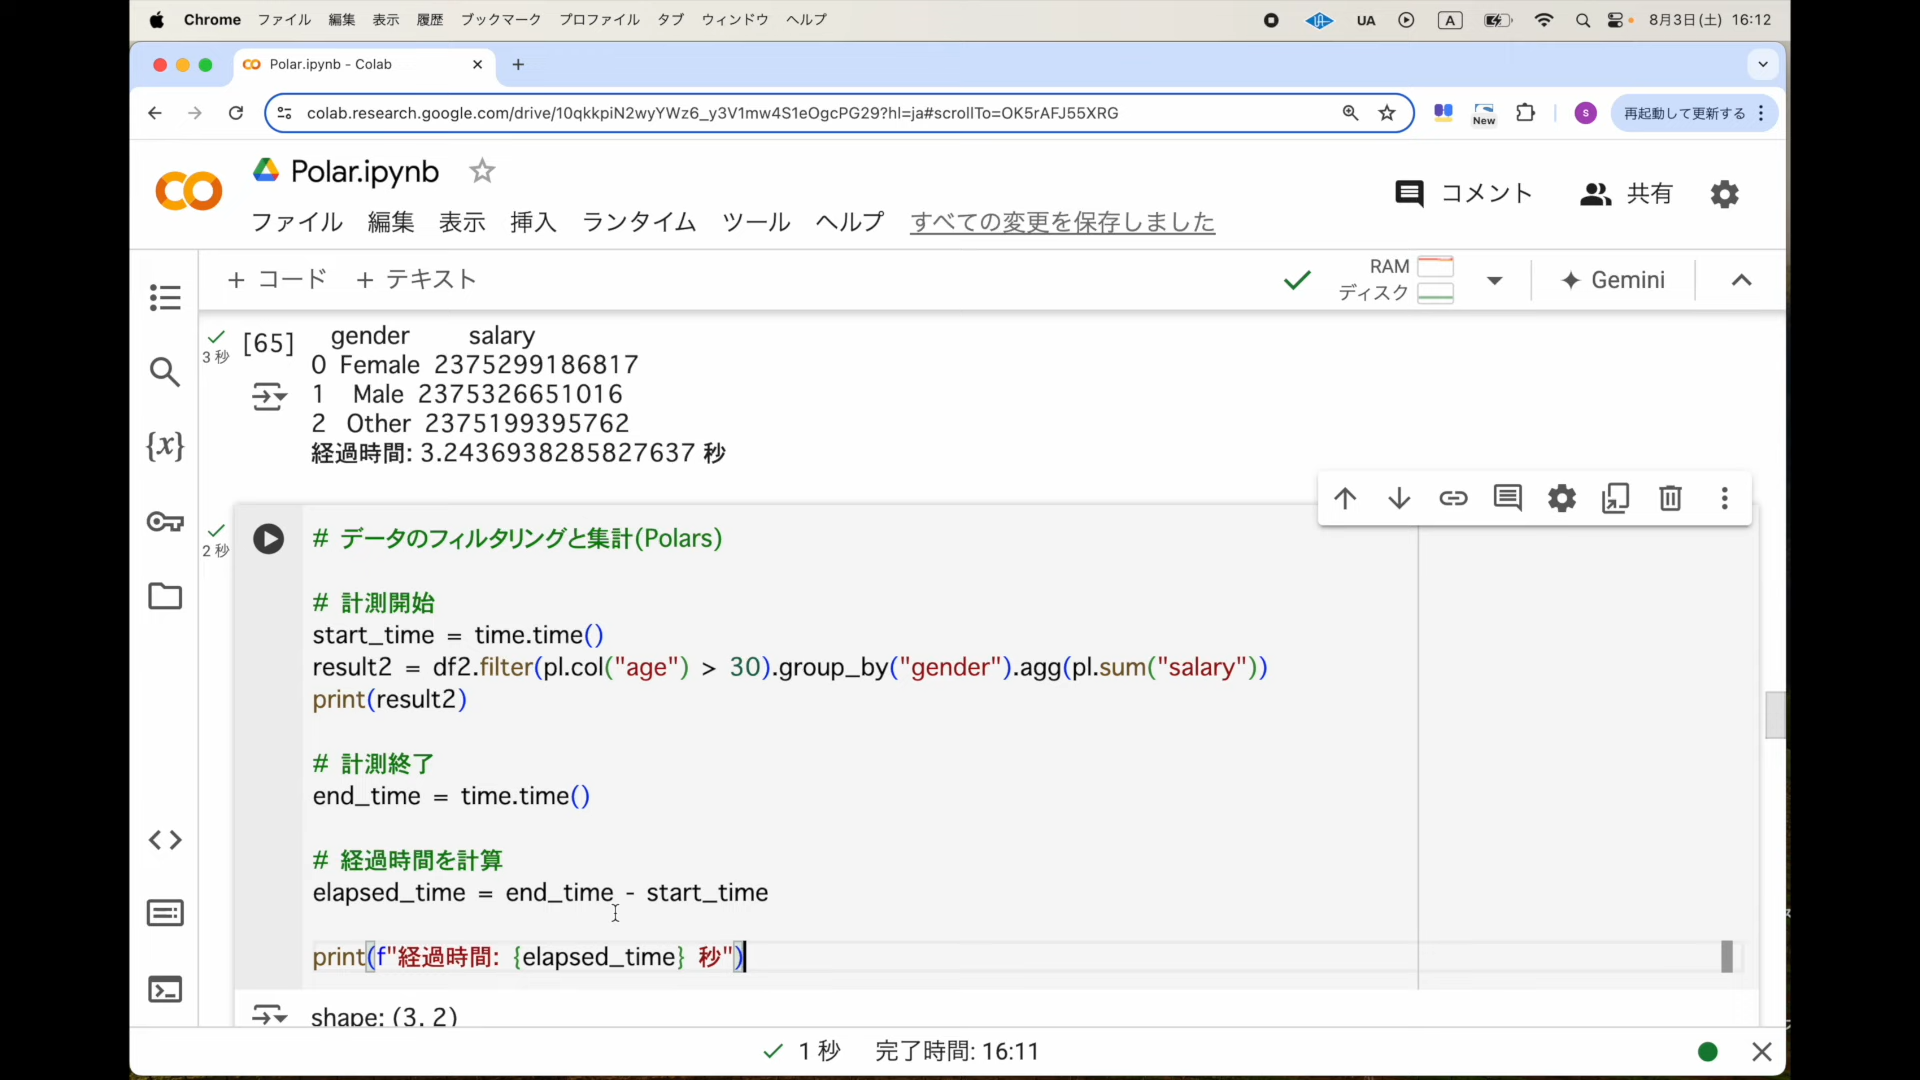 Chrome ファイル 編集 表示 履歴 ブックマーク プロファイル タブ ウィンドウ ヘルプ UA A 8月3日(土) 16:12
Polar.ipynb - Colab
colab.research.google.com/drive/10qkkpiN2wyYWz6_y3V1mw4S1eOgcPG29?hl=ja#scrollTo=OK5rAFJ55XRG New S 再起動して更新する
Polar.ipynb
コメント 共有
ファイル 編集 表示 挿入 ランタイム ツール ヘルプ すべての変更を保存しました
+ コード + テキスト
RAM
ディスク
Gemini
3 秒 [65] gender salary
0 Female 2375299186817
1 Male 2375326651016
2 Other 2375199395762
経過時間: 3.2436938285827637 秒
{x}
2 秒
# データのフィルタリングと集計(Polars)
# 計測開始
start_time = time.time()
result2 = df2.filter(pl.col("age") > 30).group_by("gender").agg(pl.sum("salary"))
print(result2)
# 計測終了
end_time = time.time()
# 経過時間を計算
elapsed_time = end_time - start_time
print(f"経過時間: {elapsed_time} 秒")
shape: (3, 2)
1 秒 完了時間: 16:11